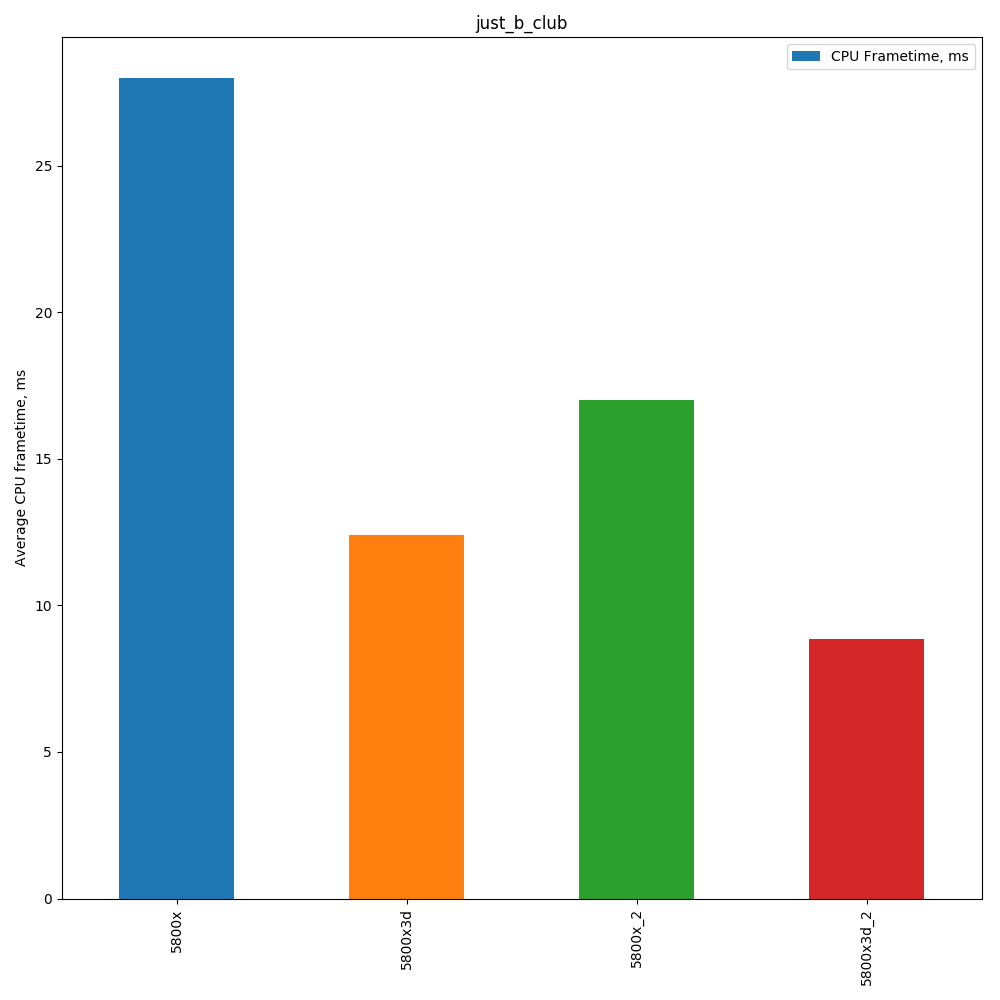 just_b_club
CPU Frametime, ms
Average CPU frametime, ms
25
20
15
10
5
0
5800x
5800x3d
5800x_2
5800x3d_2